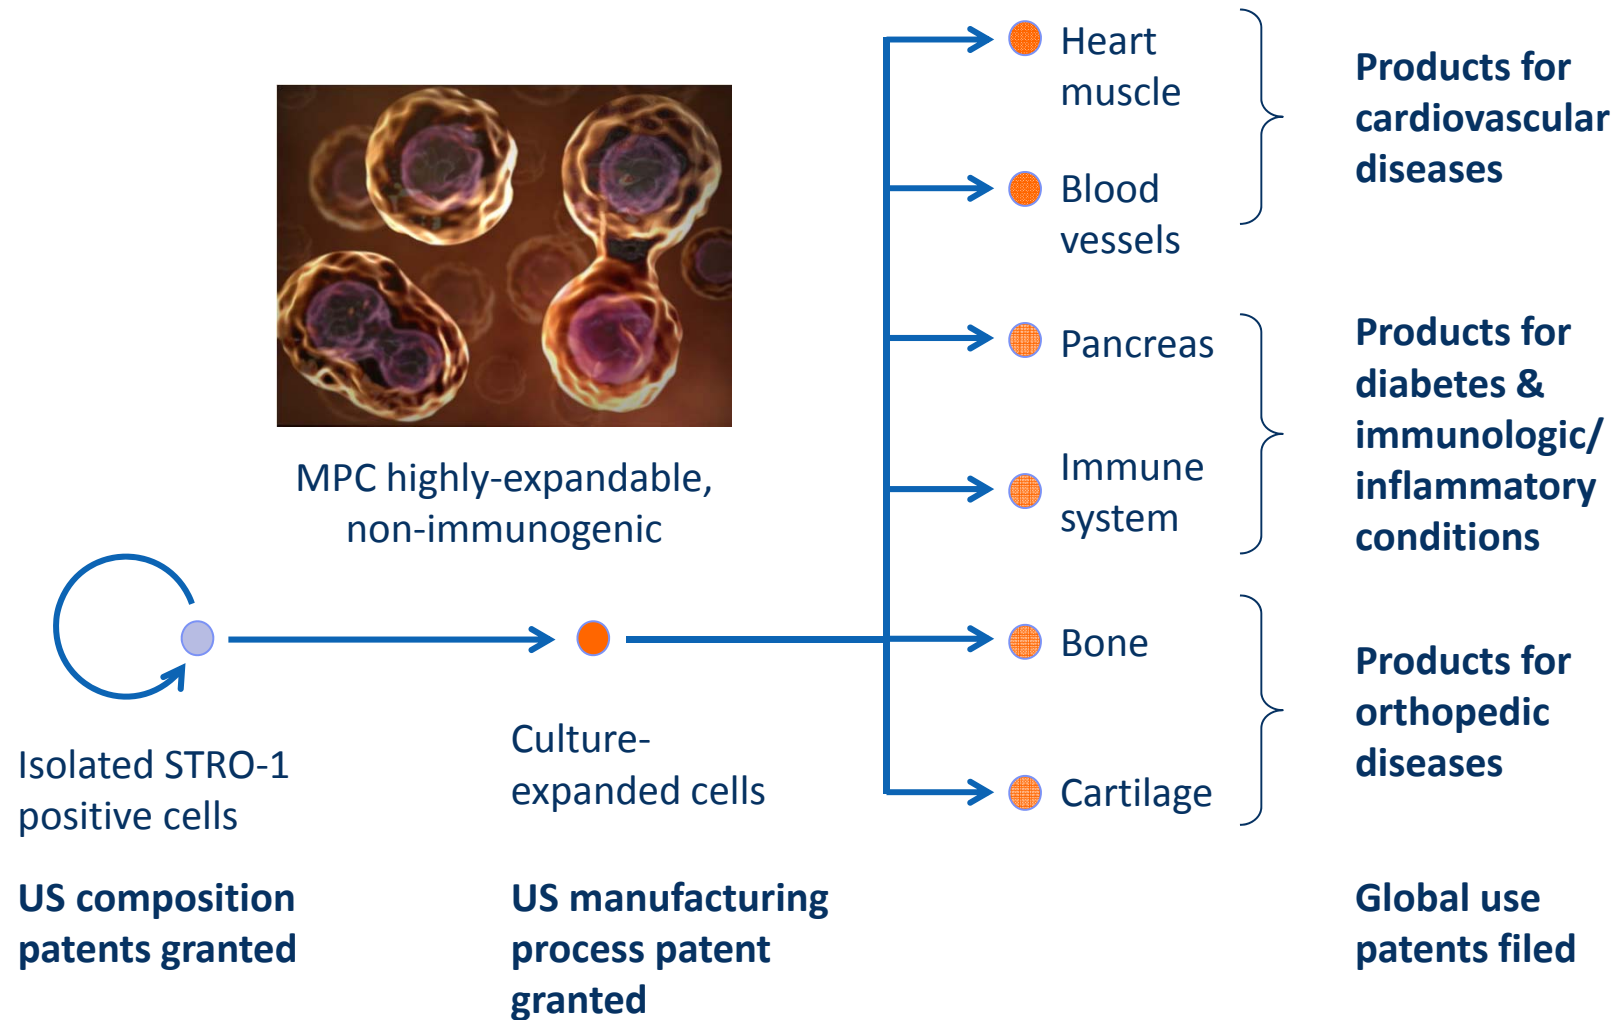 Heart
muscle
Blood
vessels
Products for
cardiovascular
diseases
MPC highly-expandable,
non-immunogenic
Pancreas
Immune
system
Products for
diabetes &
immunologic/
inflammatory
conditions
Bone
Cartilage
Products for
orthopedic
diseases
Isolated STRO-1
positive cells
Culture-
expanded cells
US composition
patents granted
US manufacturing
process patent
granted
Global use
patents filed